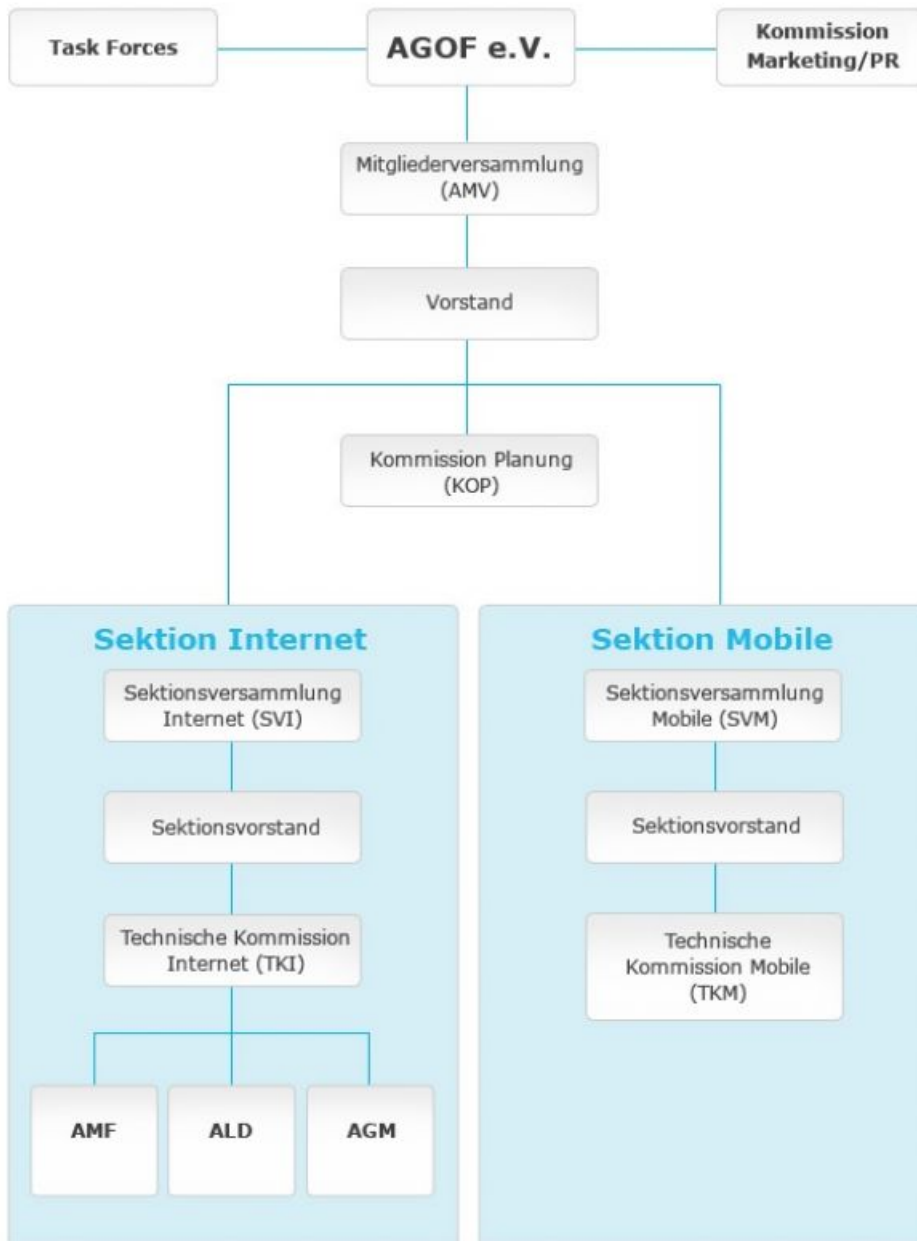 Task Forces
AGOF e.V.
Kommission
Marketing/PR
Mitgliederversammlung
(AMV)
Vorstand
Kommission Planung
(KOP)
Sektion Internet
Sektionsversammlung
Internet (SVI)
Sektionsvorstand
Technische Kommission
Internet (TKI)
AMF
ALD
AGM
Sektion Mobile
Sektionsversammlung
Mobile (SVM)
Sektionsvorstand
Technische
Kommission Mobile
(TKM)